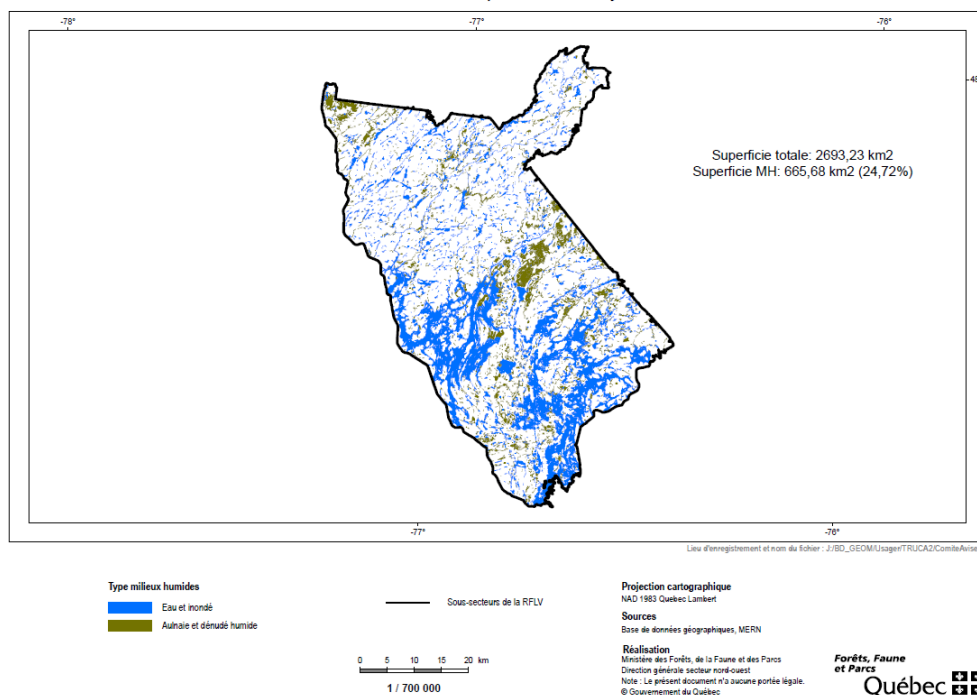 -78°
-77°
-76°
48
Superficie totale: 2693,23 km2
Superficie MH: 665,68 km2 (24,72%)
-77°
-76°
Lieu d'enregistrement et nom du fichier : J:/BD_GEOM/Usager/TRUCA2/ComiteAvise
Type milieux humides
Eau et inondé
Aulnaie et dénudé humide
Sous-secteurs de la RFLV
0 5 10 15 20 km
1 / 700 000
Projection cartographique
NAD 1983 Quebec Lambert
Sources
Base de données géographiques, MERN
Réalisation
Ministère des Forêts, de la Faune et des Parcs
Direction générale secteur nord-ouest
Note : Le présent document n'a aucune portée légale.
© Gouvernement du Québec
Forêts, Faune
et Parcs
Québec